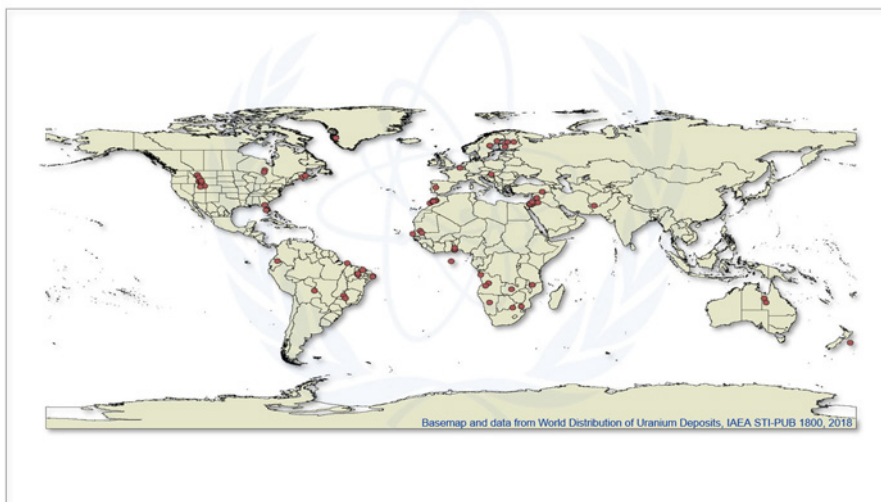 Basemap and data from World Distribution of Uranium Deposits, IAEA STI-PUB 1800, 2018